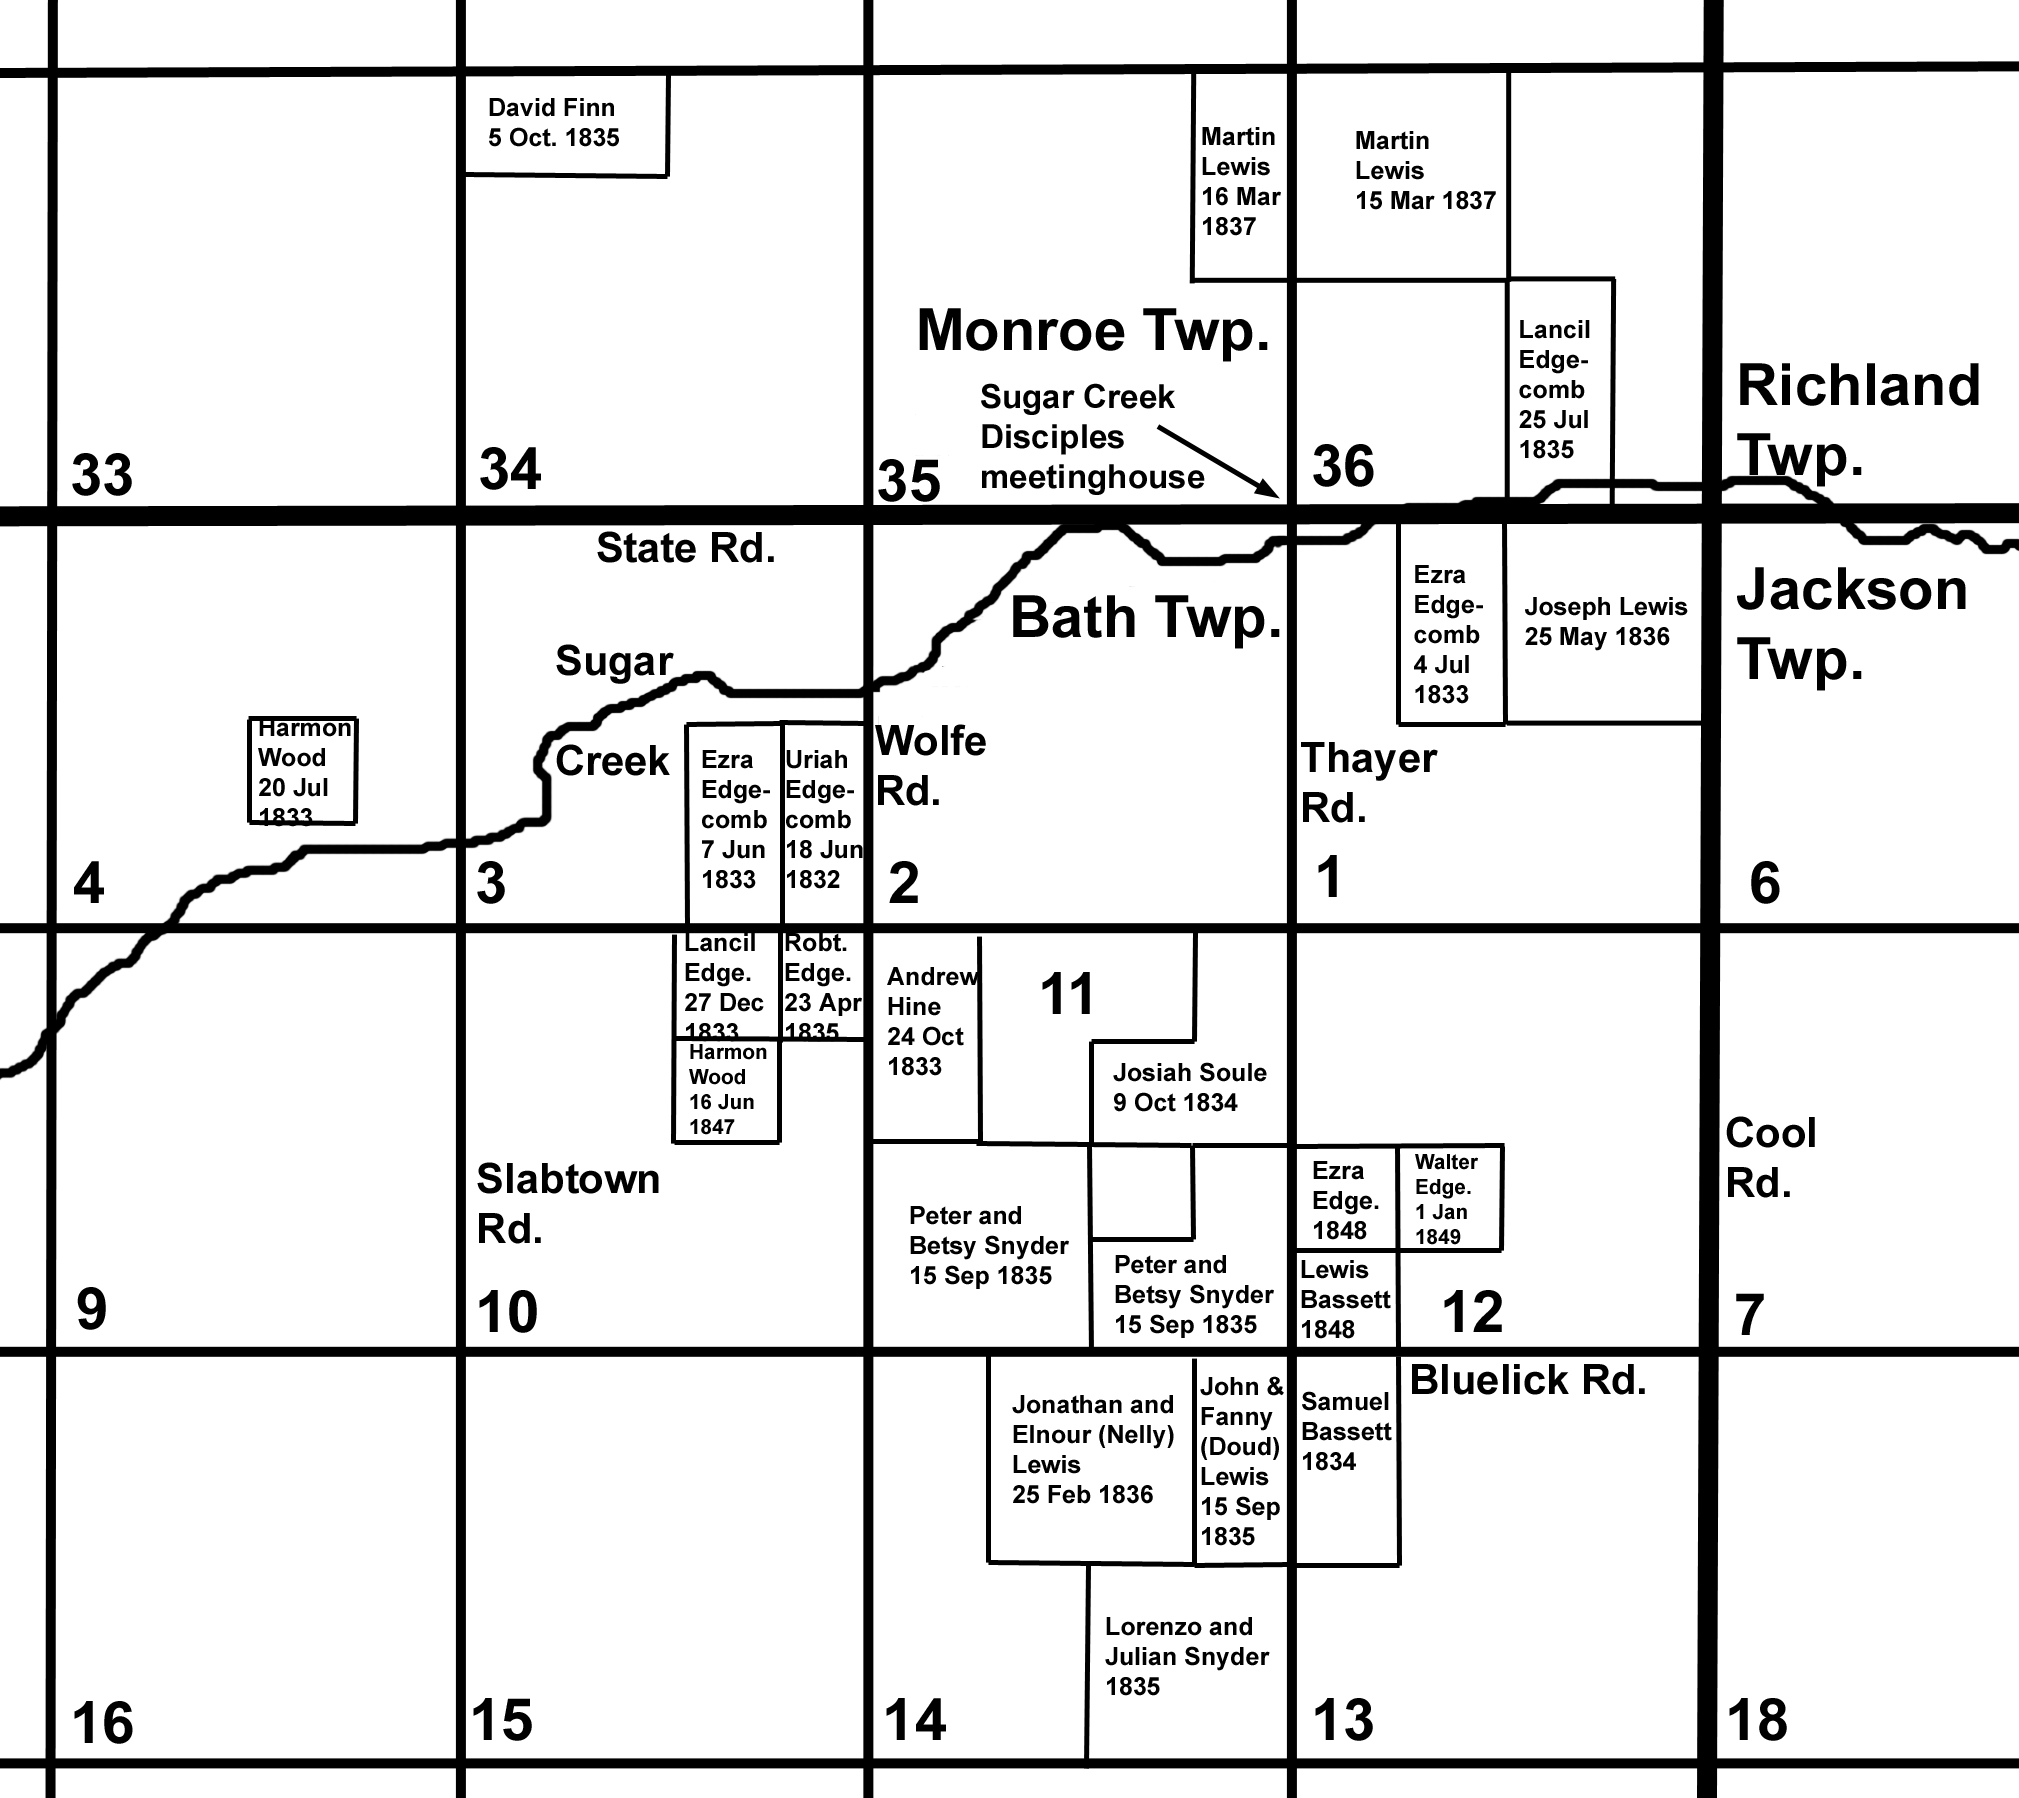 David Finn
5 Oct. 1835
Martin
Lewis
16 Mar
1837
Martin
Lewis
15 Mar 1837
Monroe Twp.
Sugar Creek
Disciples
meetinghouse
Lancil
Edge-
comb
25 Jul
1835
Richland
Twp.
33
34
35
36
State Rd.
Bath Twp.
Ezra
Edge-
comb
4 Jul
1833
Joseph Lewis
25 May 1836
Jackson
Twp.
Sugar
Creek
Harmon
Wood
20 Jul
1833
Ezra
Edge-
comb
7 Jun
1833
Uriah
Edge-
comb
18 Jun
1832
Wolfe
Rd.
Thayer
Rd.
4
3
2
1
6
Lancil
Edge.
27 Dec
1833
Robt.
Edge.
23 Apr
1835
Harmon
Wood
16 Jun
1847
Andrew
Hine
24 Oct
1833
11
Josiah Soule
9 Oct 1834
Slabtown
Rd.
Peter and
Betsy Snyder
15 Sep 1835
Peter and
Betsy Snyder
15 Sep 1835
Ezra
Edge.
1848
Walter
Edge.
1 Jan
1849
Lewis
Bassett
1848
Cool
Rd.
9
10
12
7
Bluelick Rd.
Jonathan and
Elnour (Nelly)
Lewis
25 Feb 1836
John &
Fanny
(Doud)
Lewis
15 Sep
1835
Samuel
Bassett
1834
Lorenzo and
Julian Snyder
1835
16
15
14
13
18